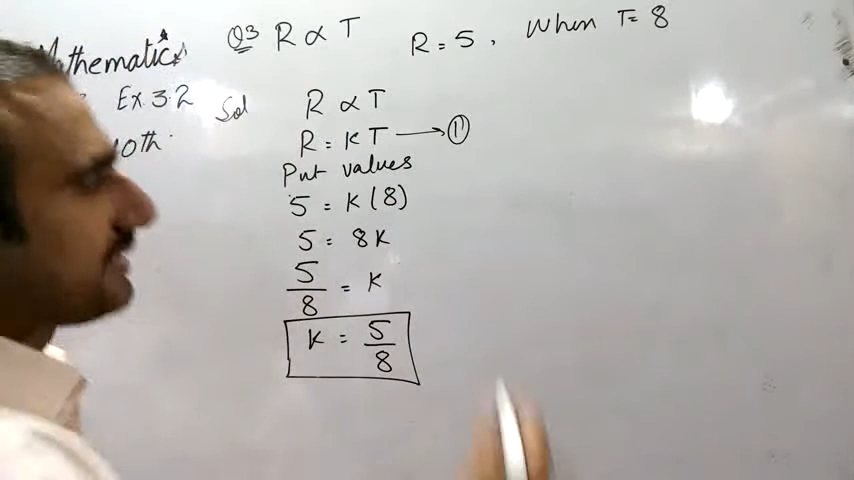 Mathematics
Ex. 3.2
10th
Q3 R ∝ T R = 5, When T = 8
Sol R ∝ T
R = KT → (1)
Put values
5 = K(8)
5 = 8K
5/8 = K
K = 5/8